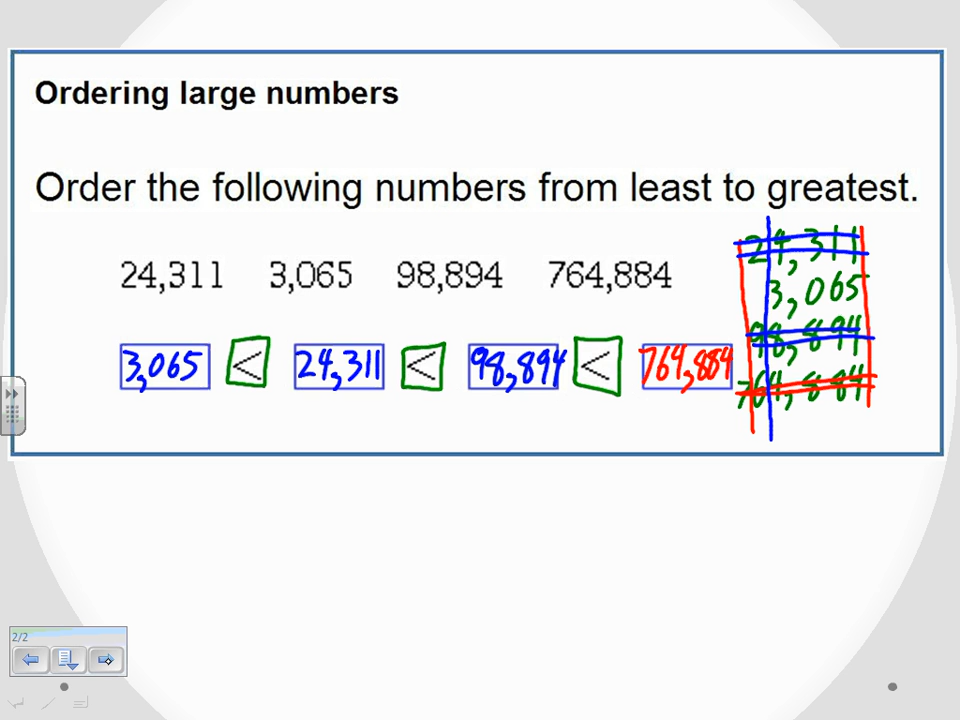 Ordering large numbers
Order the following numbers from least to greatest.
24,311 3,065 98,894 764,884
3,065 < 24,311 < 98,894 < 764,884
24,311
3,065
98,894
764,884
2/2